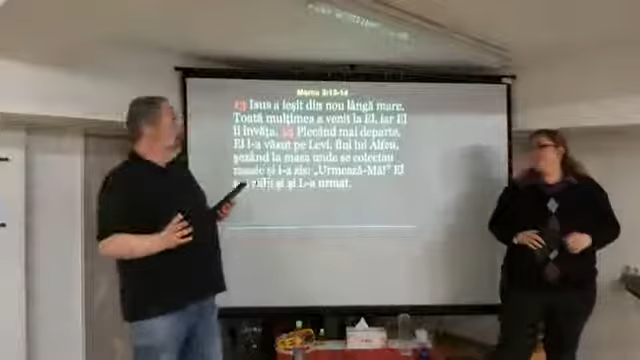 Marcu 2:13-14
13 Isus a ieşit din nou lângă mare.
Toată mulţimea a venit la El, iar El
îi învăţa. 14 Plecând mai departe,
El l-a văzut pe Levi, fiul lui Alfeu,
şezând la masa unde se colectau
şi i-a zis: „Urmează-Mă!” El
şi L-a urmat.